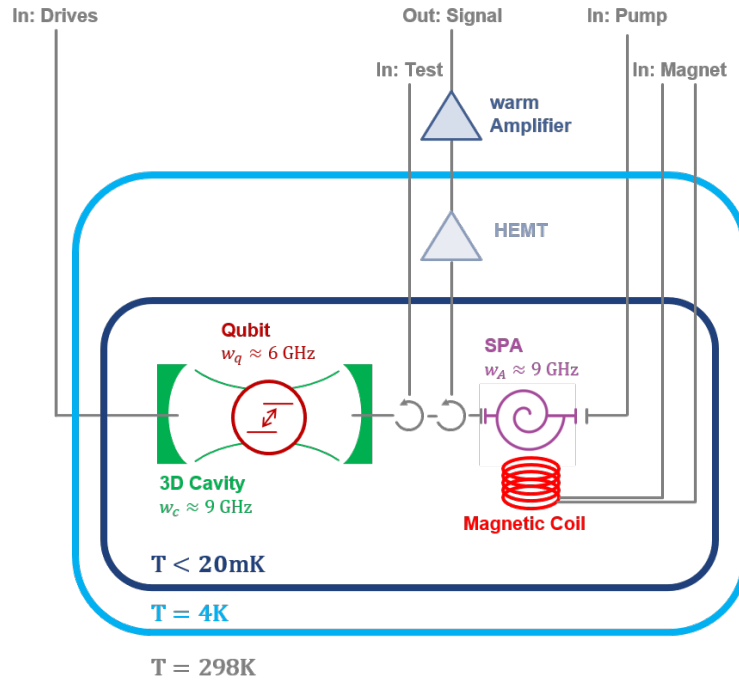 In: Drives
Out: Signal
In: Pump
In: Test
In: Magnet
warm
Amplifier
HEMT
Qubit
w_q ≈ 6 GHz
SPA
w_A ≈ 9 GHz
3D Cavity
w_c ≈ 9 GHz
Magnetic Coil
T < 20mK
T = 4K
T = 298K